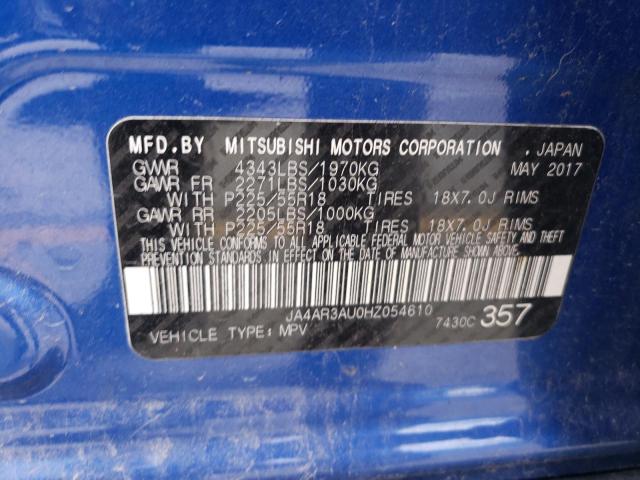 MFD.BY MITSUBISHI MOTORS CORPORATION . JAPAN
GVWR 4343LBS/1970KG MAY 2017
GAWR FR 2271LBS/1030KG
WITH P225/55R18 TIRES 18X7.0J RIMS
GAWR RR 2205LBS/1000KG
WITH P225/55R18 TIRES 18X7.0J RIMS
THIS VEHICLE CONFORMS TO ALL APPLICABLE FEDERAL MOTOR VEHICLE SAFETY AND THEFT
PREVENTION STANDARDS IN EFFECT ON THE DATE OF MANUFACTURE SHOWN ABOVE.
JA4AR3AU0HZ054610
VEHICLE TYPE: MPV 7430C 357